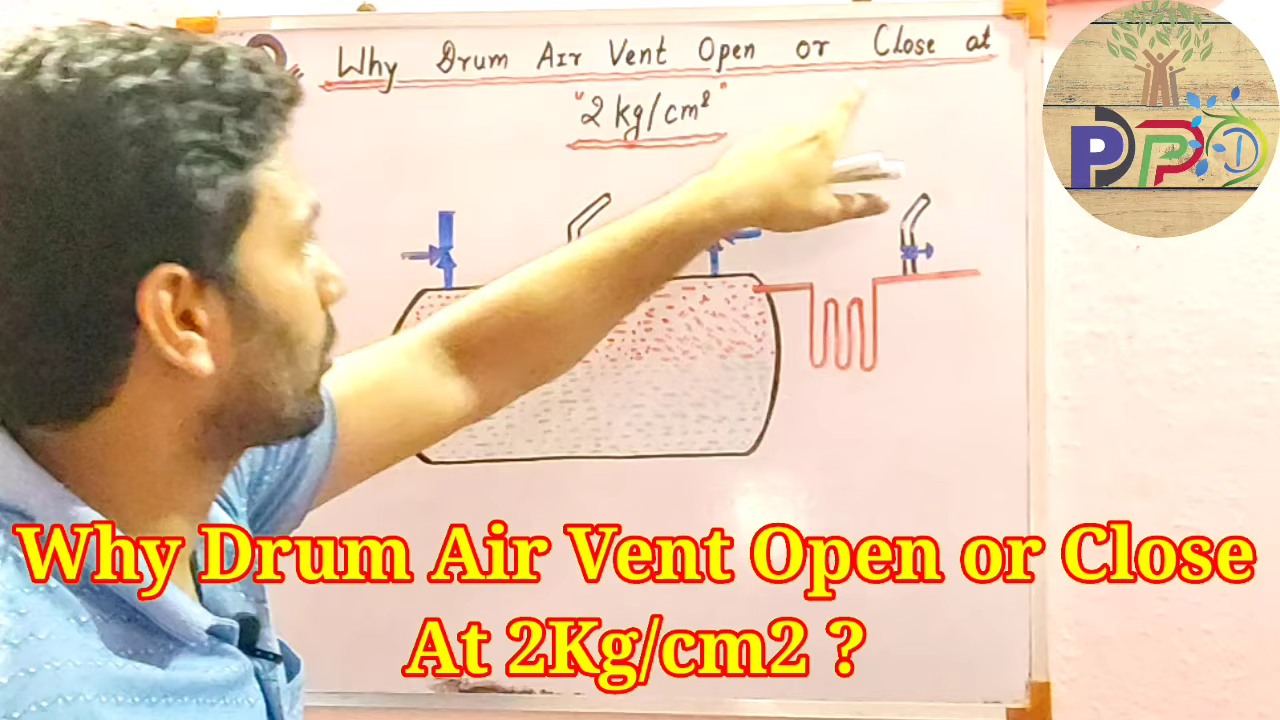 Why Drum Air Vent Open or Close at
"2 kg/cm²"
PPD
Why Drum Air Vent Open or Close
At 2Kg/cm2 ?